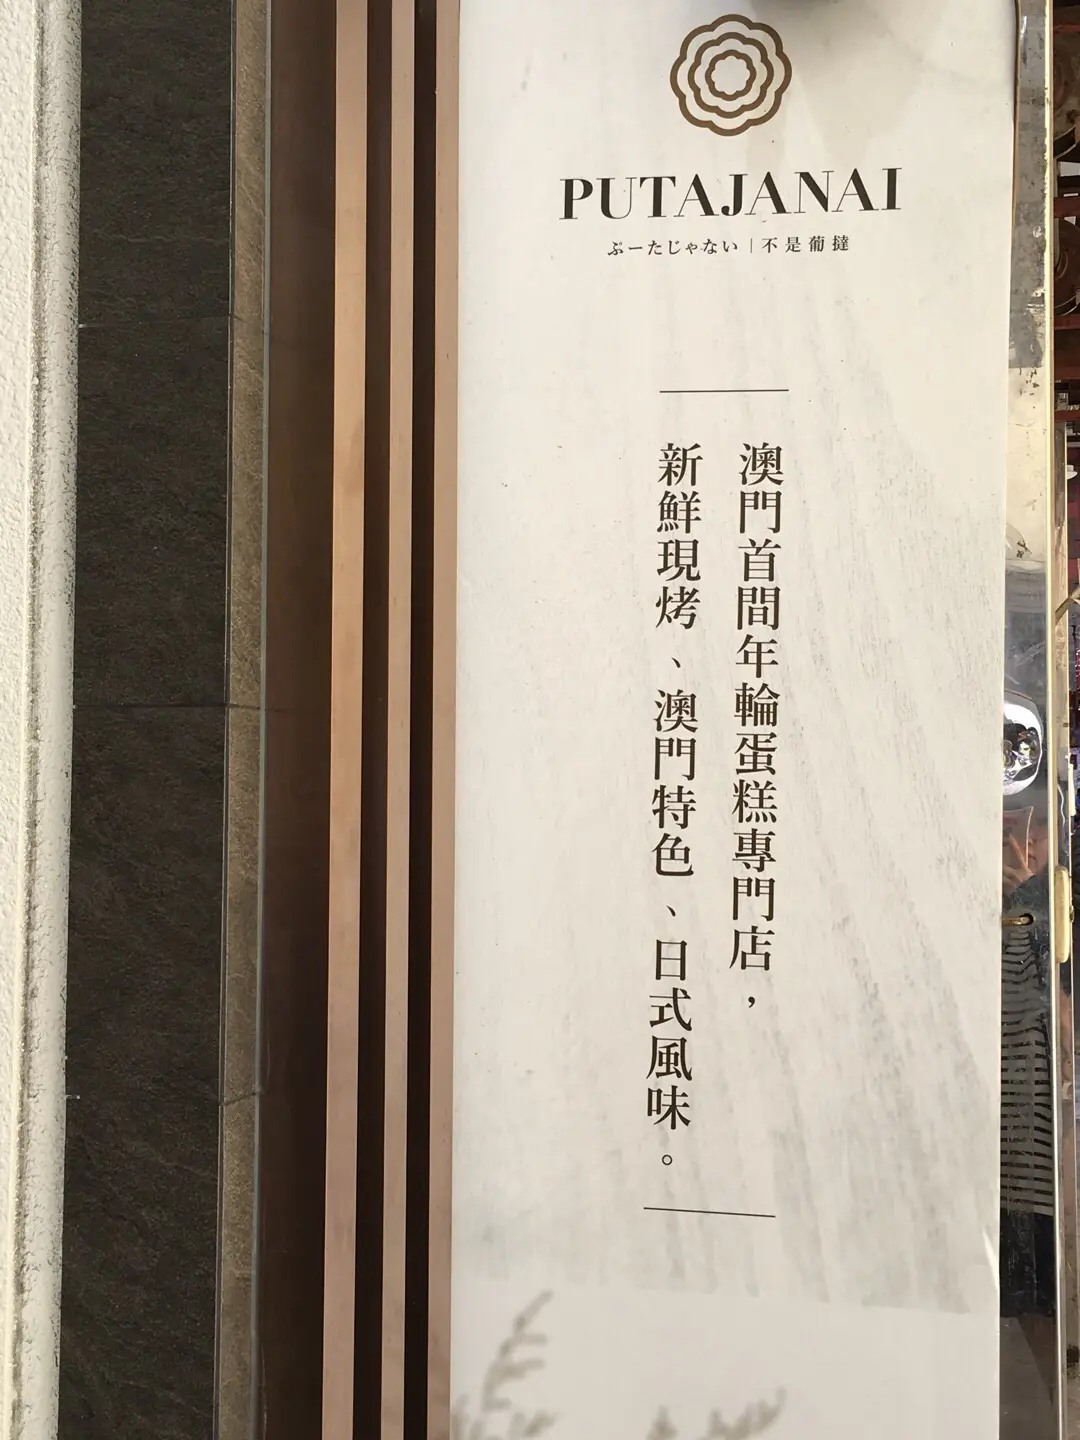 PUTAJANAI
ぷーたじゃない|不是葡撻
澳門首間年輪蛋糕專門店，
新鮮現烤、澳門特色、日式風味。